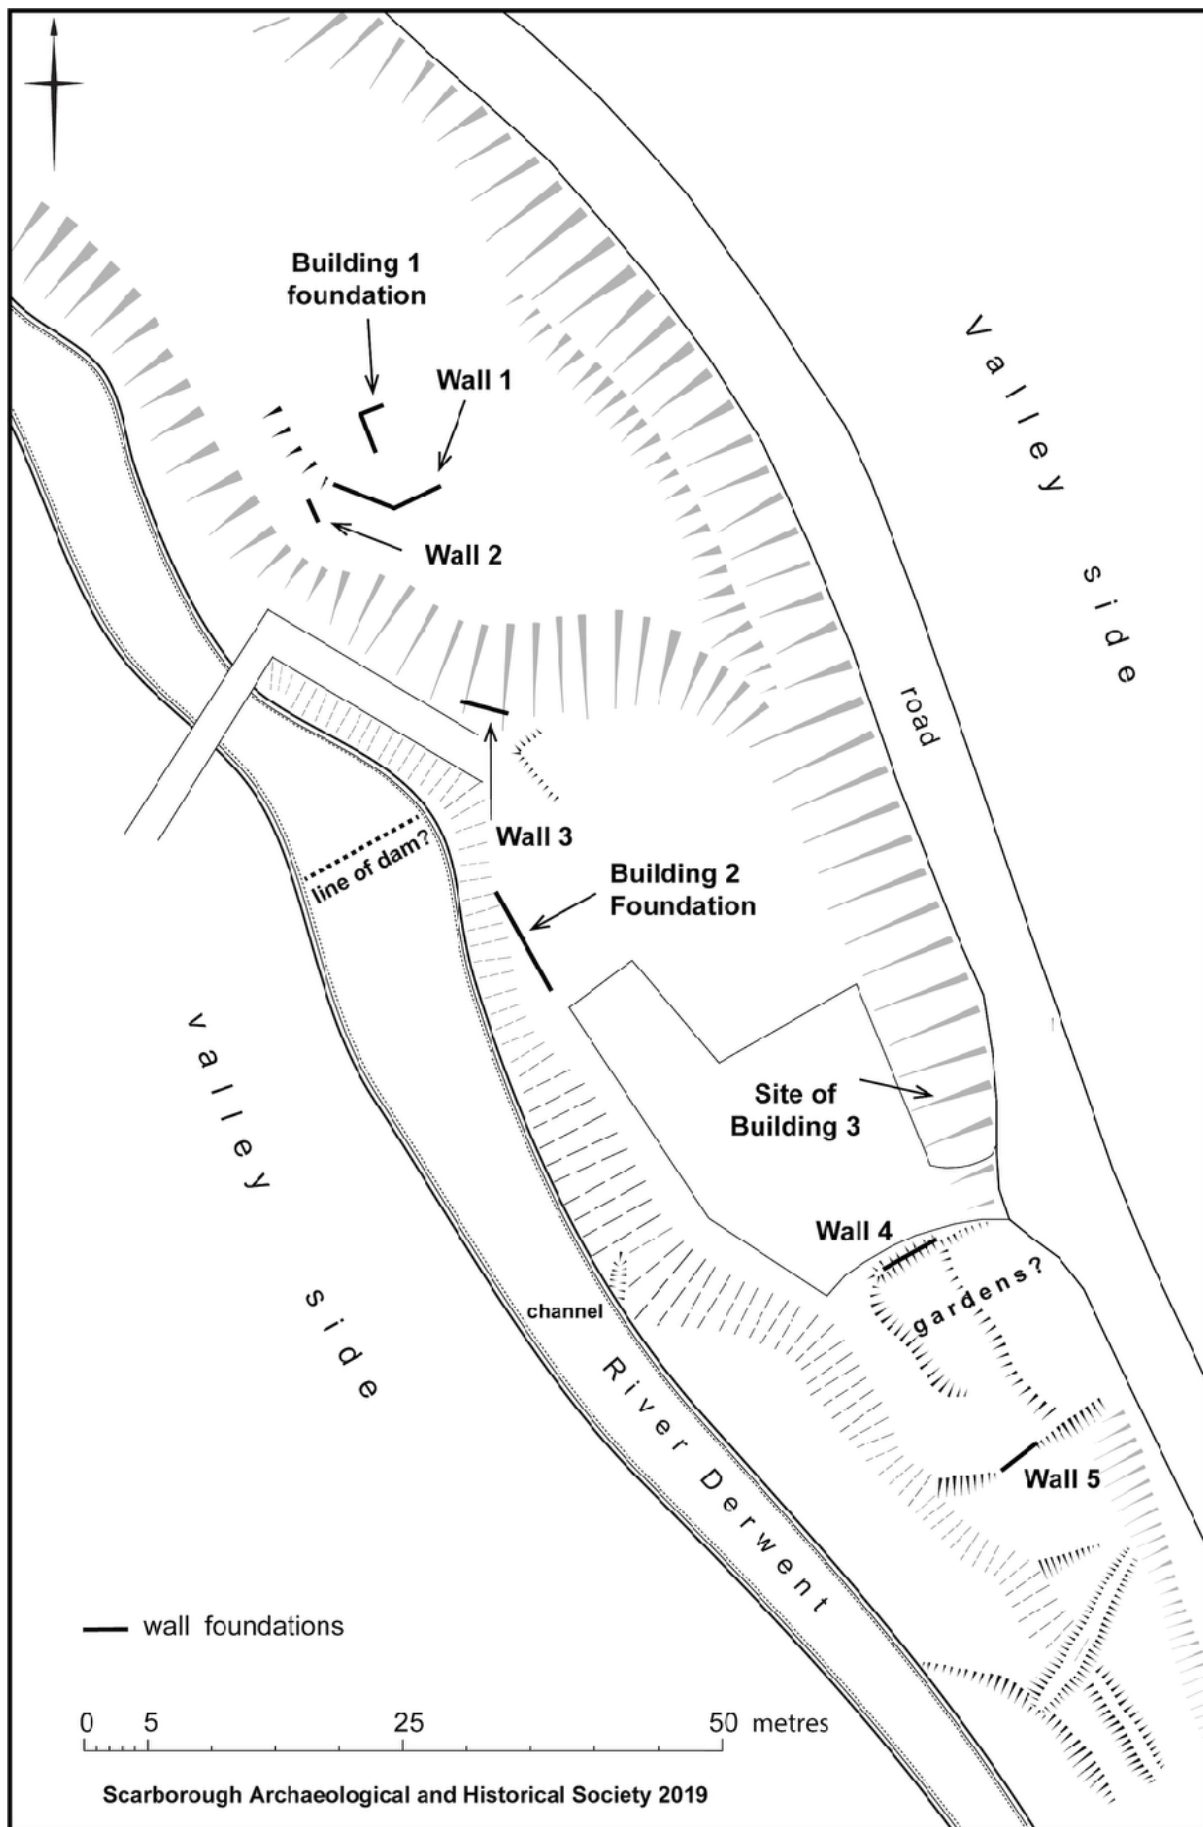 Building 1
foundation
Wall 1
Wall 2
Valley side
road
Wall 3
line of dam?
Building 2
Foundation
valley side
Site of
Building 3
Wall 4
gardens?
channel
River Derwent
Wall 5
wall foundations
0 5 25 50 metres
Scarborough Archaeological and Historical Society 2019